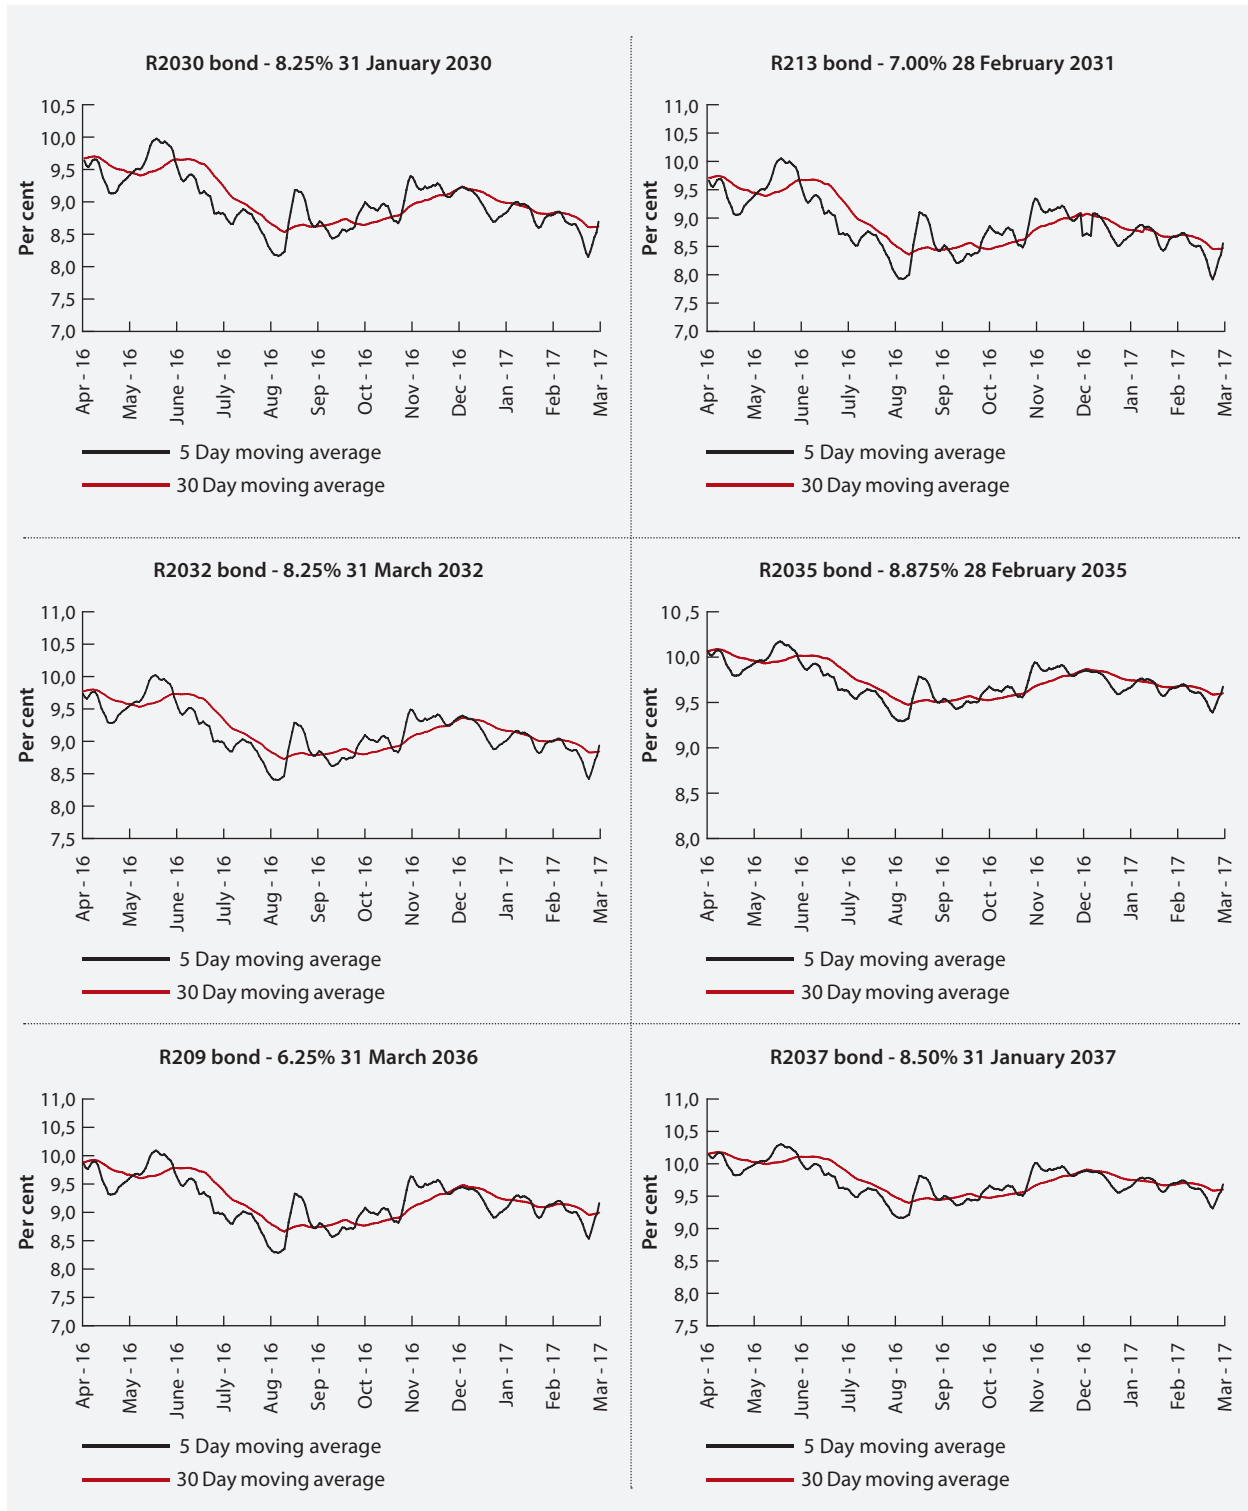 R2030 bond - 8.25% 31 January 2030
Per cent
10,5
10,0
9,5
9,0
8,5
8,0
7,5
7,0
Apr - 16
May - 16
June - 16
July - 16
Aug - 16
Sep - 16
Oct - 16
Nov - 16
Dec - 16
Jan - 17
Feb - 17
Mar - 17
5 Day moving average
30 Day moving average
R213 bond - 7.00% 28 February 2031
Per cent
11,0
10,5
10,0
9,5
9,0
8,5
8,0
7,5
7,0
Apr - 16
May - 16
June - 16
July - 16
Aug - 16
Sep - 16
Oct - 16
Nov - 16
Dec - 16
Jan - 17
Feb - 17
Mar - 17
5 Day moving average
30 Day moving average
R2032 bond - 8.25% 31 March 2032
Per cent
11,0
10,5
10,0
9,5
9,0
8,5
8,0
7,5
Apr - 16
May - 16
June - 16
July - 16
Aug - 16
Sep - 16
Oct - 16
Nov - 16
Dec - 16
Jan - 17
Feb - 17
Mar - 17
5 Day moving average
30 Day moving average
R2035 bond - 8.875% 28 February 2035
Per cent
10 ,5
10,0
9,5
9,0
8,5
8,0
Apr - 16
May - 16
June - 16
July - 16
Aug - 16
Sep - 16
Oct - 16
Nov - 16
Dec - 16
Jan - 17
Feb - 17
Mar - 17
5 Day moving average
30 Day moving average
R209 bond - 6.25% 31 March 2036
Per cent
11,0
10,5
10,0
9,5
9,0
8,5
8,0
7,5
7,0
Apr - 16
May - 16
June - 16
July - 16
Aug - 16
Sep - 16
Oct - 16
Nov - 16
Dec - 16
Jan - 17
Feb - 17
Mar - 17
5 Day moving average
30 Day moving average
R2037 bond - 8.50% 31 January 2037
Per cent
11,0
10,5
10,0
9,5
9,0
8,5
8,0
7,5
Apr - 16
May - 16
June - 16
July - 16
Aug - 16
Sep - 16
Oct - 16
Nov - 16
Dec - 16
Jan - 17
Feb - 17
Mar - 17
5 Day moving average
30 Day moving average